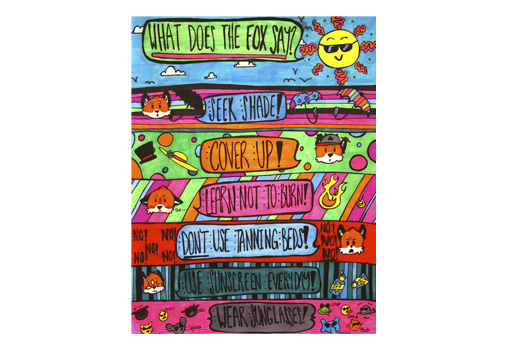 WHAT DOES THE FOX SAY?
SEEK SHADE!
COVER UP!
LEARN NOT TO BURN!
NO! NO! NO! NO! NO!
DON'T USE TANNING BEDS!
NO! NO! NO!
USE SUNSCREEN EVERYDAY!
WEAR SUNGLASSES!